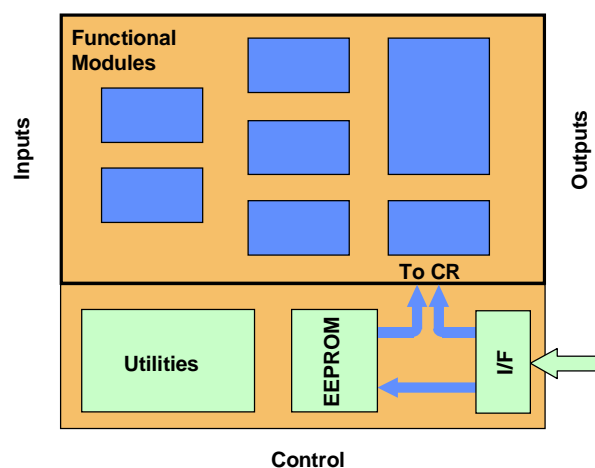 Functional
Modules
Inputs
Outputs
To CR
Utilities
EEPROM
I/F
Control